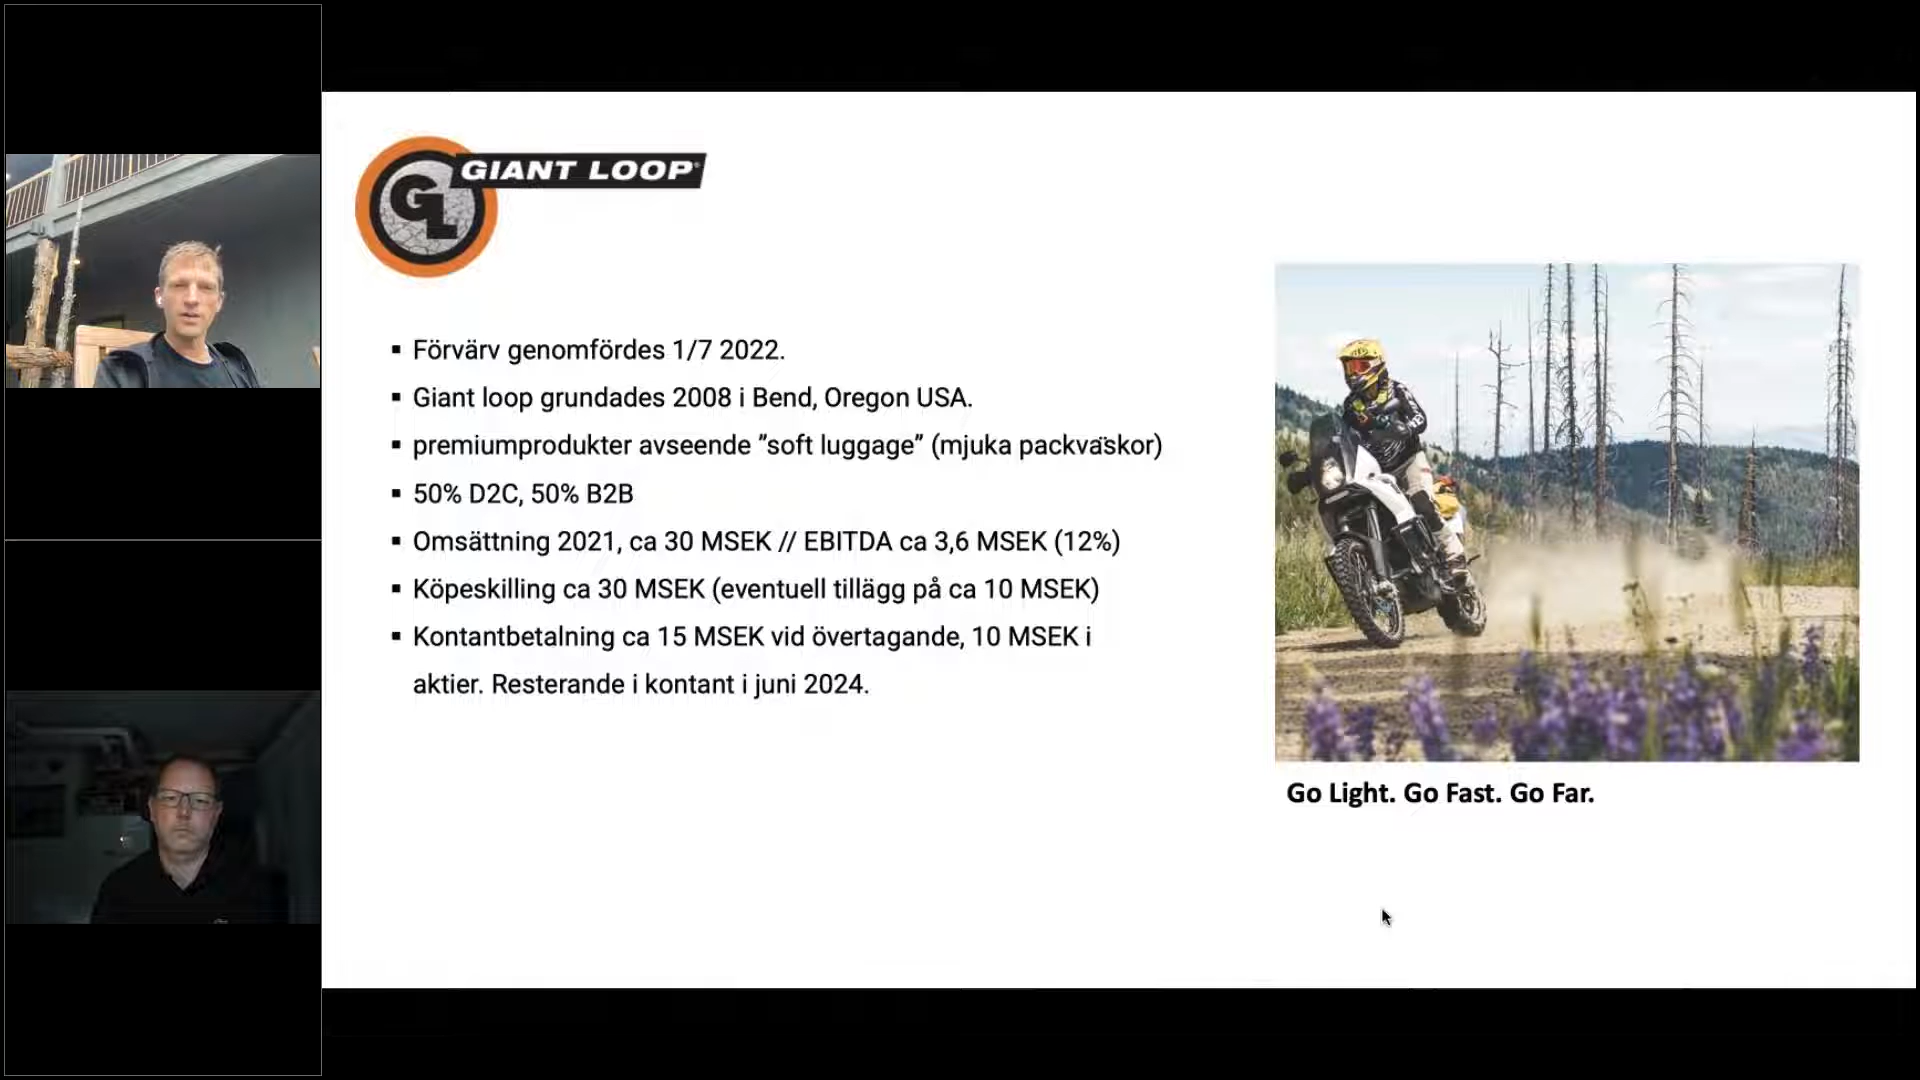 GL
GIANT LOOP®
▪ Förvärv genomfördes 1/7 2022.
▪ Giant loop grundades 2008 i Bend, Oregon USA.
▪ premiumprodukter avseende ”soft luggage” (mjuka packväskor)
▪ 50% D2C, 50% B2B
▪ Omsättning 2021, ca 30 MSEK // EBITDA ca 3,6 MSEK (12%)
▪ Köpeskilling ca 30 MSEK (eventuell tillägg på ca 10 MSEK)
▪ Kontantbetalning ca 15 MSEK vid övertagande, 10 MSEK i
aktier. Resterande i kontant i juni 2024.
Go Light. Go Fast. Go Far.